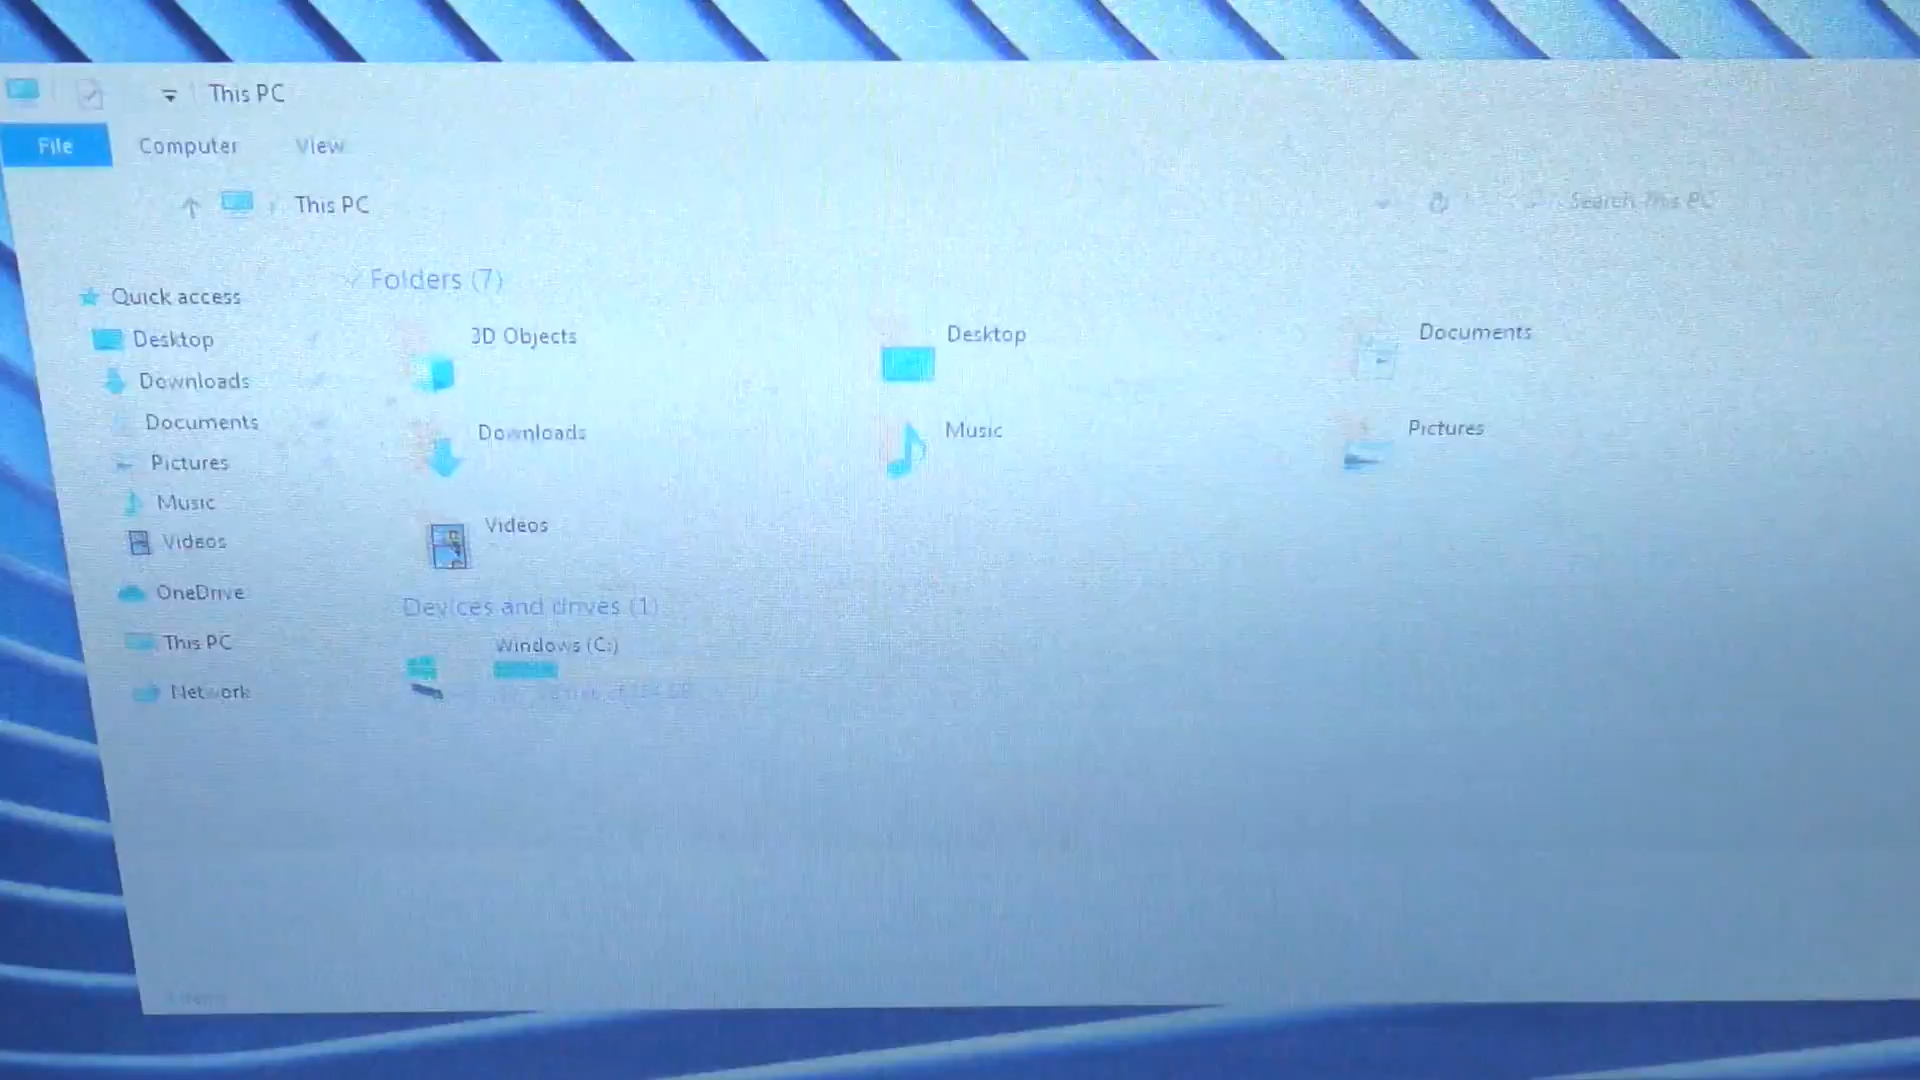 This PC
File Computer View
This PC
Search This PC
Quick access
Desktop
Downloads
Documents
Pictures
Music
Videos
OneDrive
This PC
Network
Folders (7)
3D Objects
Desktop
Documents
Downloads
Music
Pictures
Videos
Devices and drives (1)
Windows (C:)